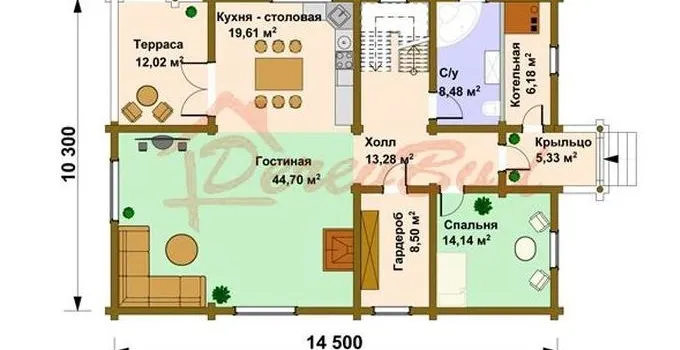 Терраса
12,02 м²
Кухня - столовая
19,61 м²
С/у
8,48 м²
Котельная
6,18 м²
Гостиная
44,70 м²
Холл
13,28 м²
Крыльцо
5,33 м²
Гардероб
8,50 м²
Спальня
14,14 м²
10 300
14 500